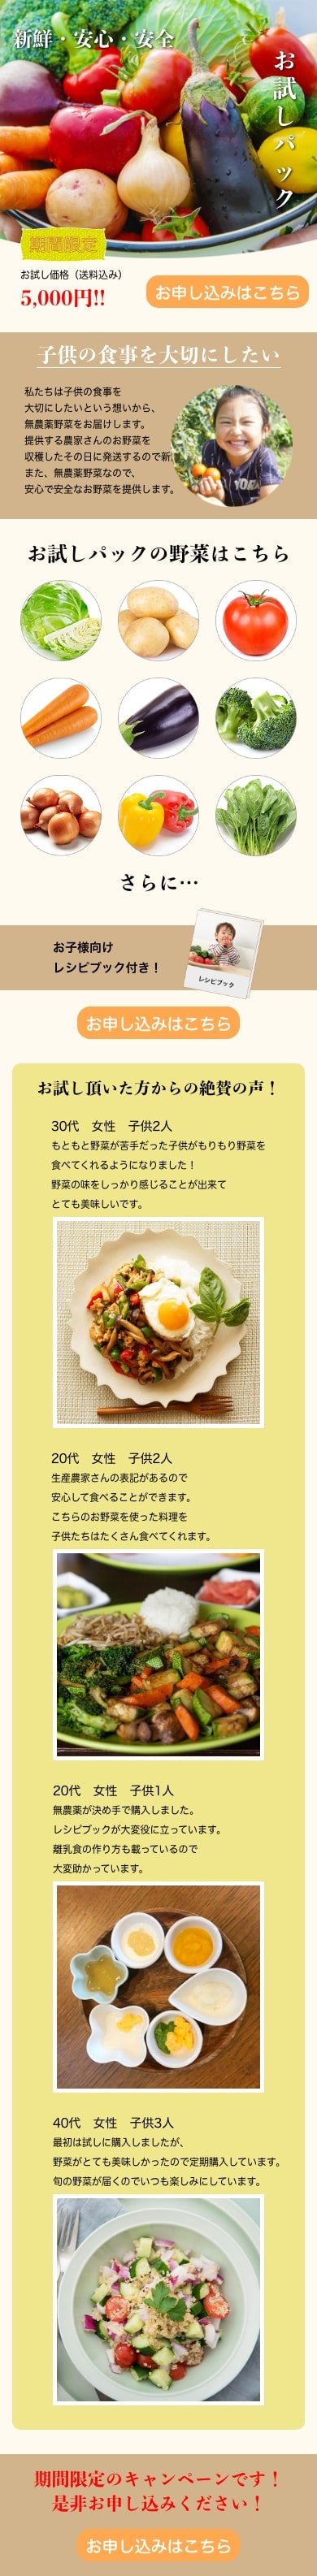 新鮮・安心・安全
お試しパック
期間限定
お試し価格（送料込み）
5,000円!!
お申し込みはこちら
子供の食事を大切にしたい
私たちは子供の食事を
大切にしたいという想いから、
無農薬野菜をお届けします。
提供する農家さんのお野菜を
収穫したその日に発送するので新
また、無農薬野菜なので、
安心で安全なお野菜を提供します。
お試しパックの野菜はこちら
さらに…
お子様向け
レシピブック付き！
レシピブック
お申し込みはこちら
お試し頂いた方からの絶賛の声！
30代　女性　子供2人
もともと野菜が苦手だった子供がもりもり野菜を
食べてくれるようになりました！
野菜の味をしっかり感じることが出来て
とても美味しいです。
20代　女性　子供2人
生産農家さんの表記があるので
安心して食べることができます。
こちらのお野菜を使った料理を
子供たちはたくさん食べてくれます。
20代　女性　子供1人
無農薬が決め手で購入しました。
レシピブックが大変役に立っています。
離乳食の作り方も載っているので
大変助かっています。
40代　女性　子供3人
最初は試しに購入しましたが、
野菜がとても美味しかったので定期購入しています。
旬の野菜が届くのでいつも楽しみにしています。
期間限定のキャンペーンです！
是非お申し込みください！
お申し込みはこちら